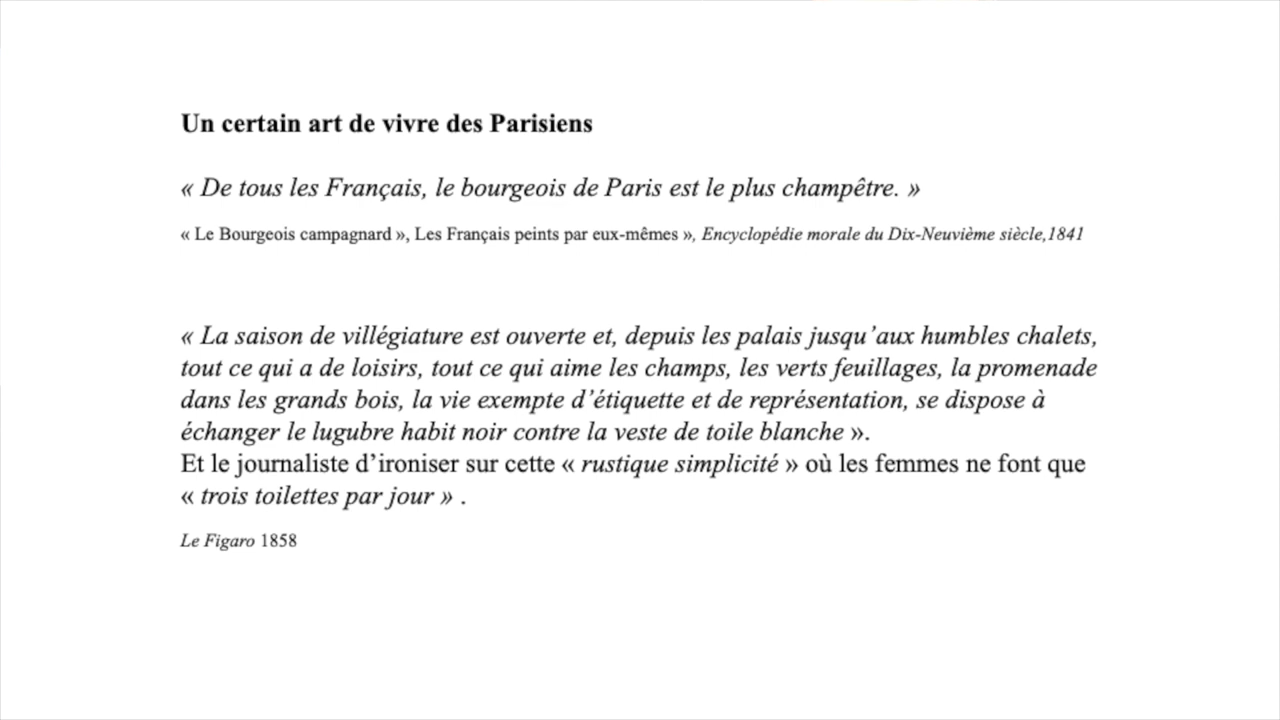 Un certain art de vivre des Parisiens
« De tous les Français, le bourgeois de Paris est le plus champêtre. »
« Le Bourgeois campagnard », Les Français peints par eux-mêmes », Encyclopédie morale du Dix-Neuvième siècle,1841
« La saison de villégiature est ouverte et, depuis les palais jusqu’aux humbles chalets,
tout ce qui a de loisirs, tout ce qui aime les champs, les verts feuillages, la promenade
dans les grands bois, la vie exempte d’étiquette et de représentation, se dispose à
échanger le lugubre habit noir contre la veste de toile blanche ».
Et le journaliste d’ironiser sur cette « rustique simplicité » où les femmes ne font que
« trois toilettes par jour » .
Le Figaro 1858